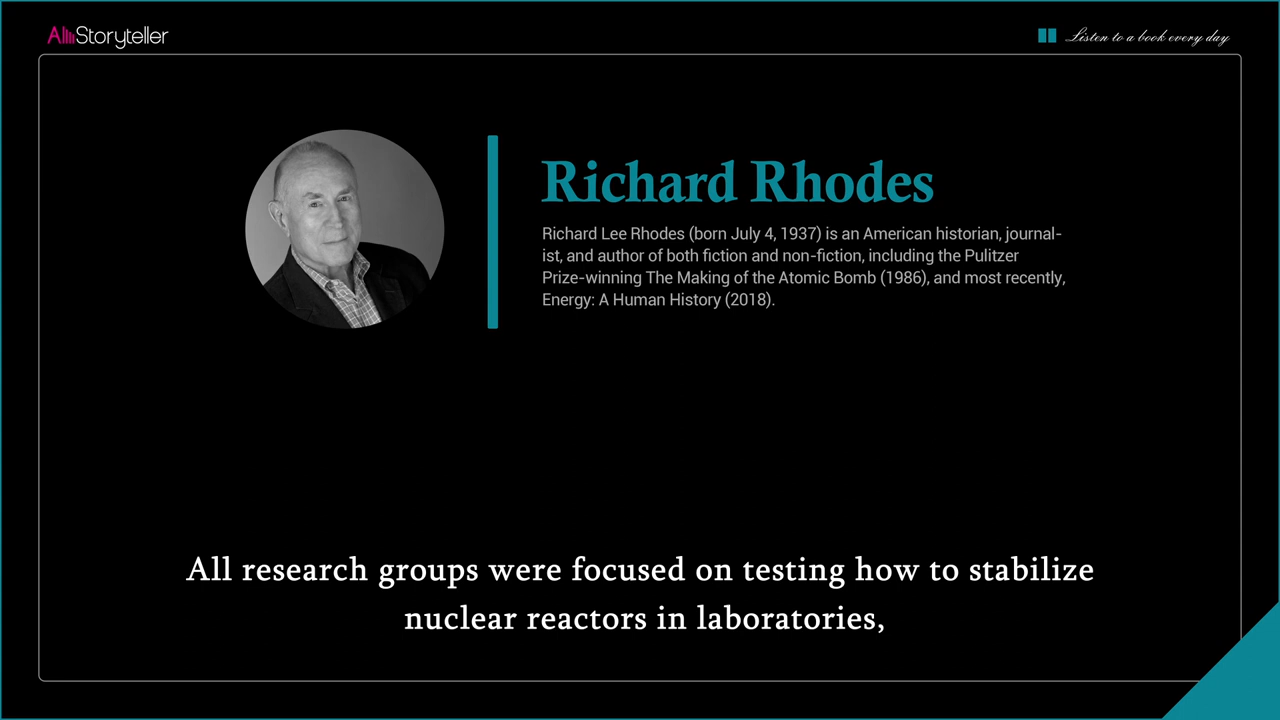 AllStoryteller
Listen to a book every day
Richard Rhodes
Richard Lee Rhodes (born July 4, 1937) is an American historian, journal-
ist, and author of both fiction and non-fiction, including the Pulitzer
Prize-winning The Making of the Atomic Bomb (1986), and most recently,
Energy: A Human History (2018).
All research groups were focused on testing how to stabilize
nuclear reactors in laboratories,